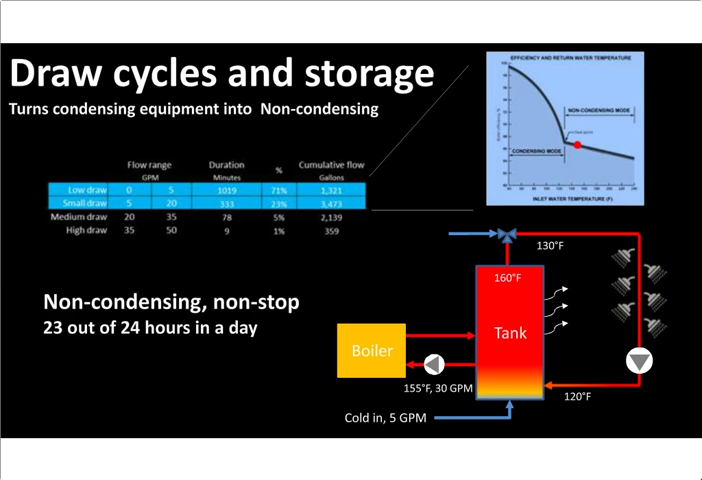 Draw cycles and storage
Turns condensing equipment into Non-condensing
EFFICIENCY AND RETURN WATER TEMPERATURE
NON-CONDENSING MODE
CONDENSING MODE
INLET WATER TEMPERATURE (F)
Flow range Duration % Cumulative flow
GPM Minutes Gallons
Low draw 0 5 1019 71% 1,321
Small draw 5 20 333 23% 3,473
Medium draw 20 35 78 5% 2,139
High draw 35 50 9 1% 359
Non-condensing, non-stop
23 out of 24 hours in a day
130°F
160°F
Tank
Boiler
155°F, 30 GPM
120°F
Cold in, 5 GPM